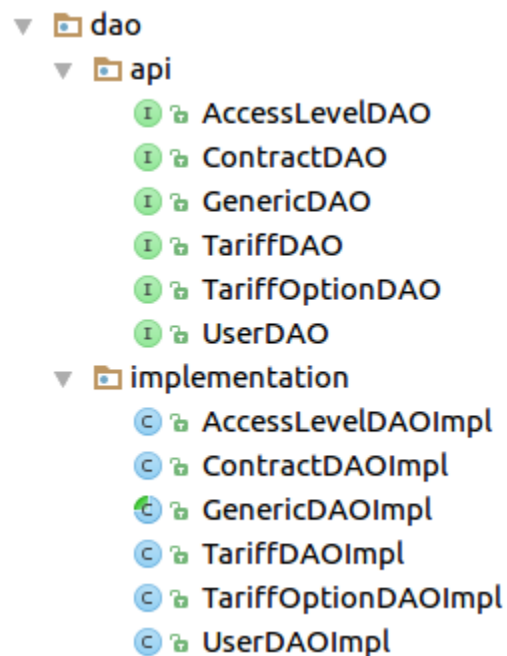 dao
api
AccessLevelDAO
ContractDAO
GenericDAO
TariffDAO
TariffOptionDAO
UserDAO
implementation
AccessLevelDAOImpl
ContractDAOImpl
GenericDAOImpl
TariffDAOImpl
TariffOptionDAOImpl
UserDAOImpl